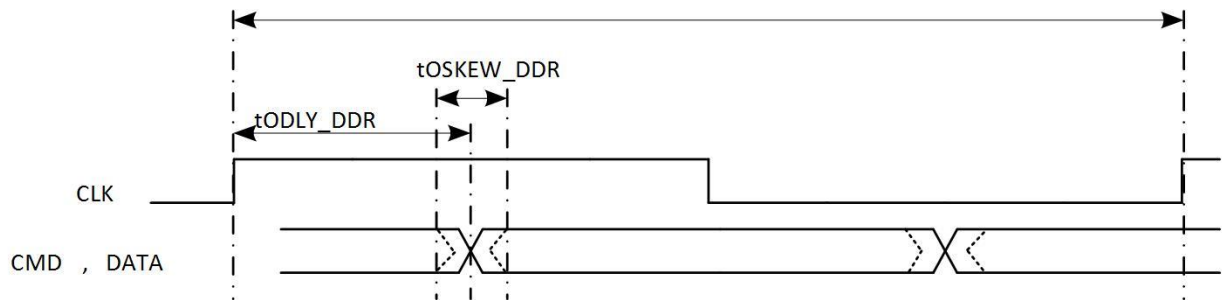 tOSKEW_DDR
tODLY_DDR
CLK
CMD , DATA